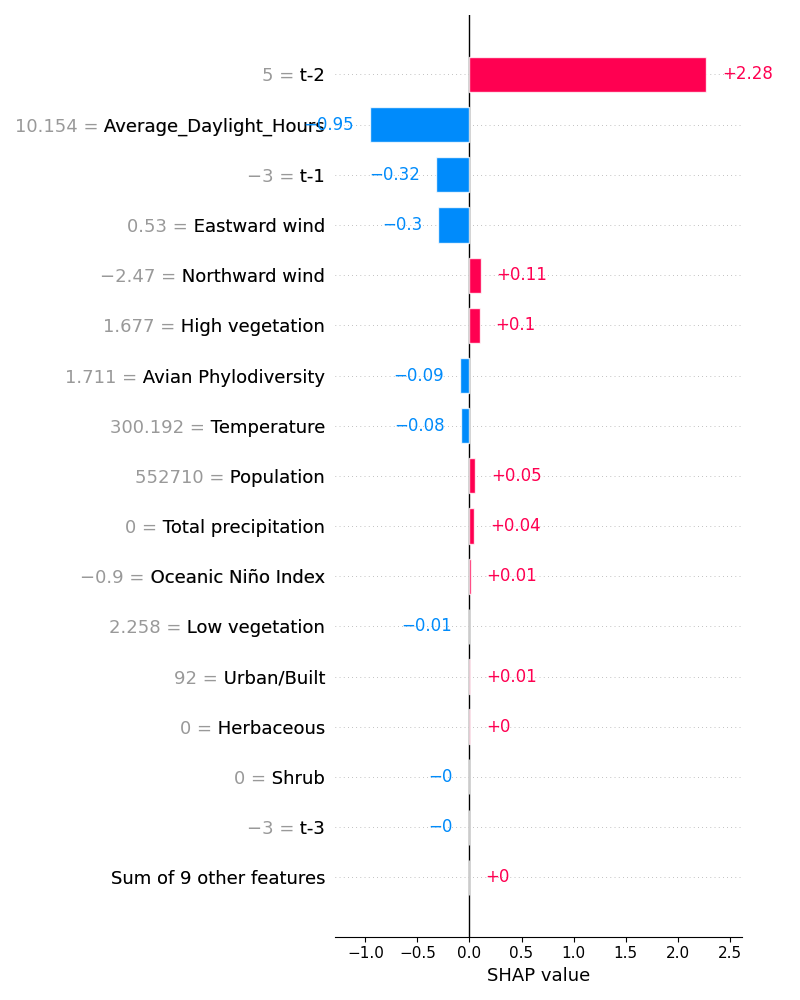 5 = t-2 +2.28
10.154 = Average_Daylight_Hours −0.95
−3 = t-1 −0.32
0.53 = Eastward wind −0.3
−2.47 = Northward wind +0.11
1.677 = High vegetation +0.1
1.711 = Avian Phylodiversity −0.09
300.192 = Temperature −0.08
552710 = Population +0.05
0 = Total precipitation +0.04
−0.9 = Oceanic Niño Index +0.01
2.258 = Low vegetation −0.01
92 = Urban/Built +0.01
0 = Herbaceous +0
0 = Shrub −0
−3 = t-3 −0
Sum of 9 other features +0
−1.0 −0.5 0.0 0.5 1.0 1.5 2.0 2.5
SHAP value